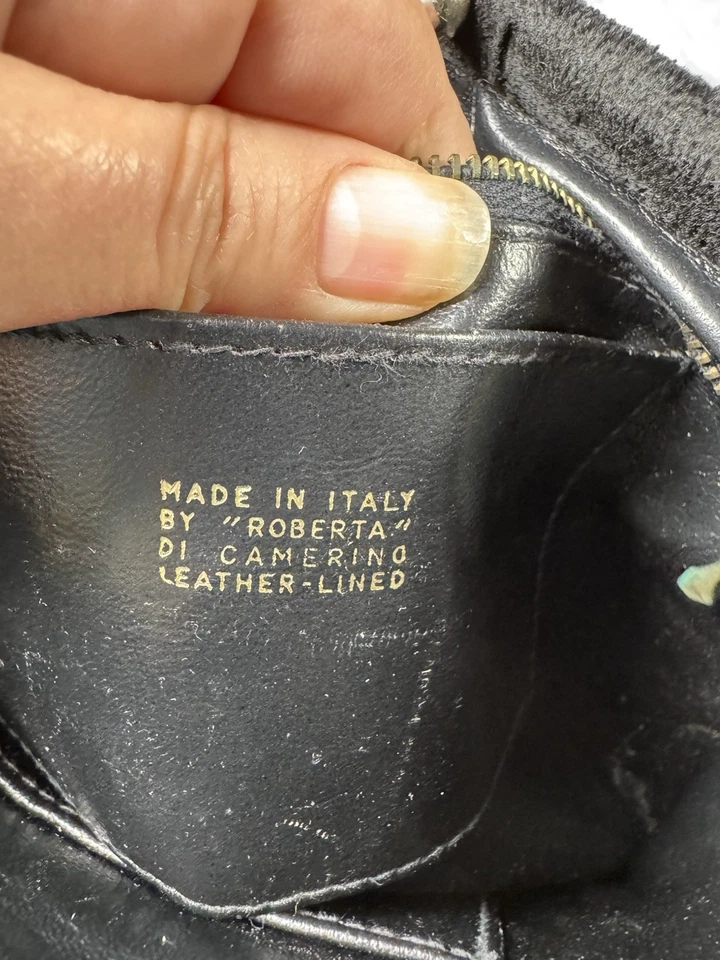 MADE IN ITALY
BY "ROBERTA"
DI CAMERINO
LEATHER-LINED